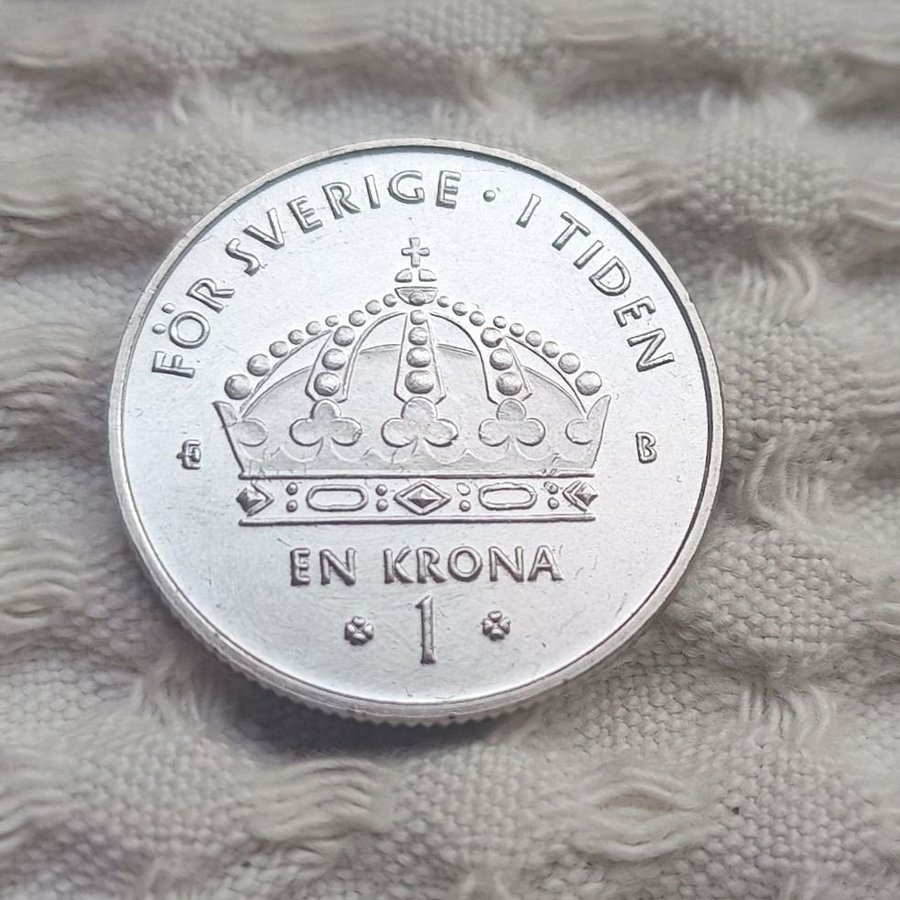 FÖR SVERIGE · I TIDEN
B
EN KRONA
1